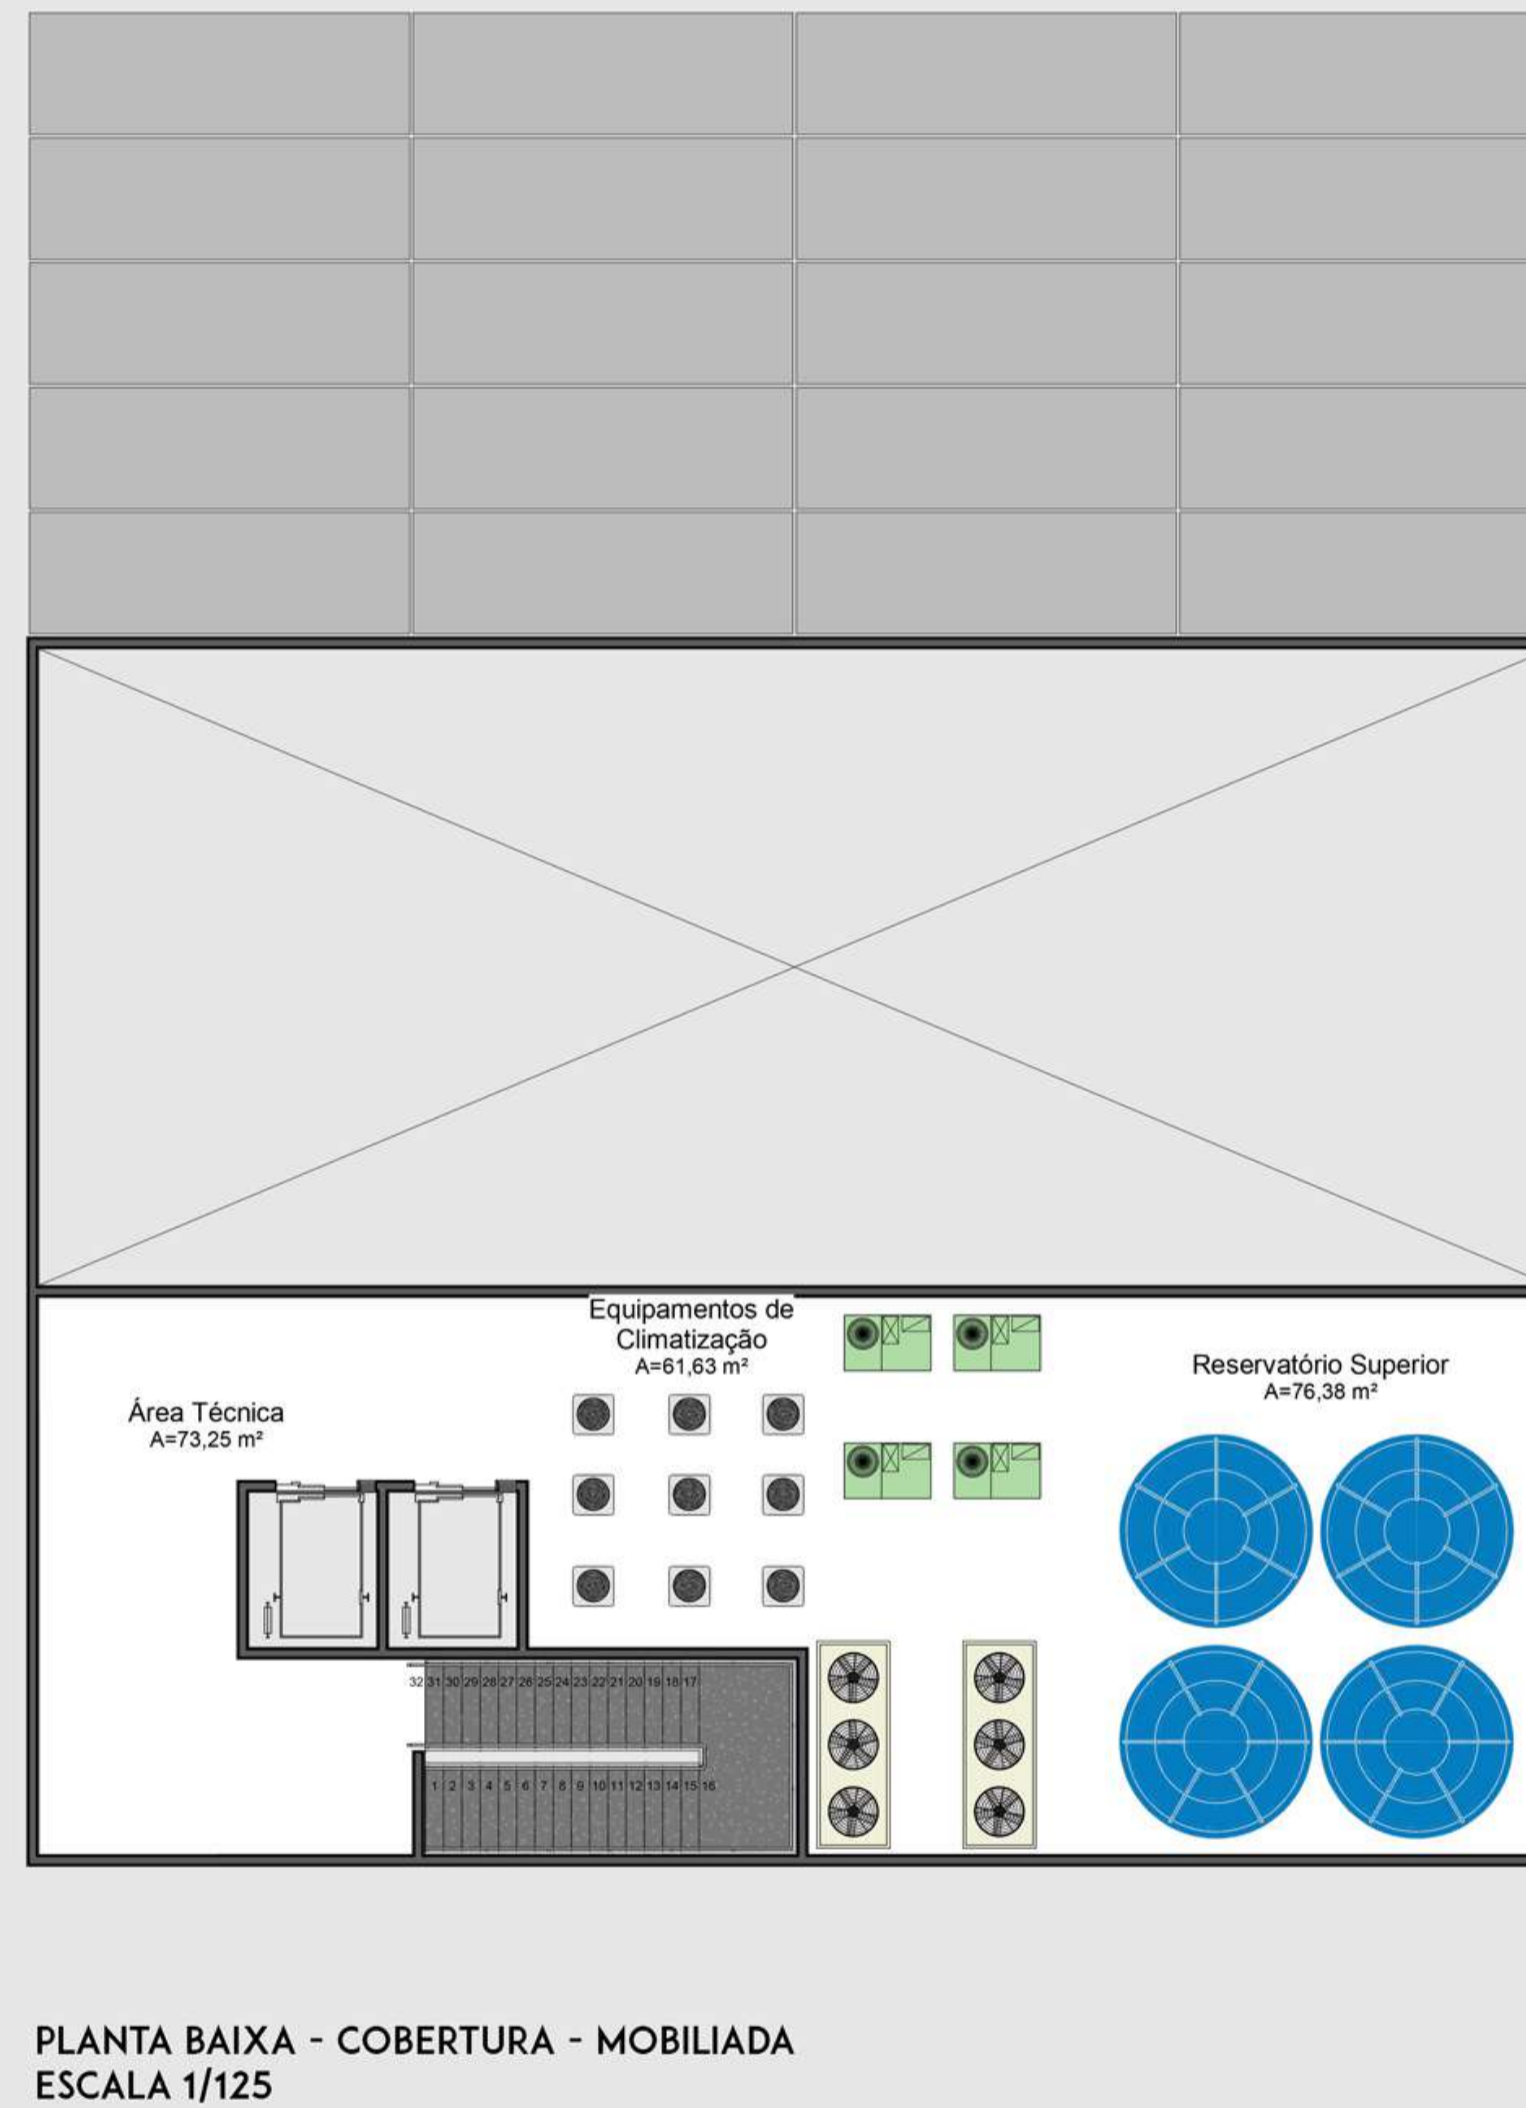 Equipamentos de
Climatização
A=61,63 m²
Reservatório Superior
A=76,38 m²
Área Técnica
A=73,25 m²
32 31 30 29 28 27 26 25 24 23 22 21 20 19 18 17
1 2 3 4 5 6 7 8 9 10 11 12 13 14 15 16
PLANTA BAIXA - COBERTURA - MOBILIADA
ESCALA 1/125